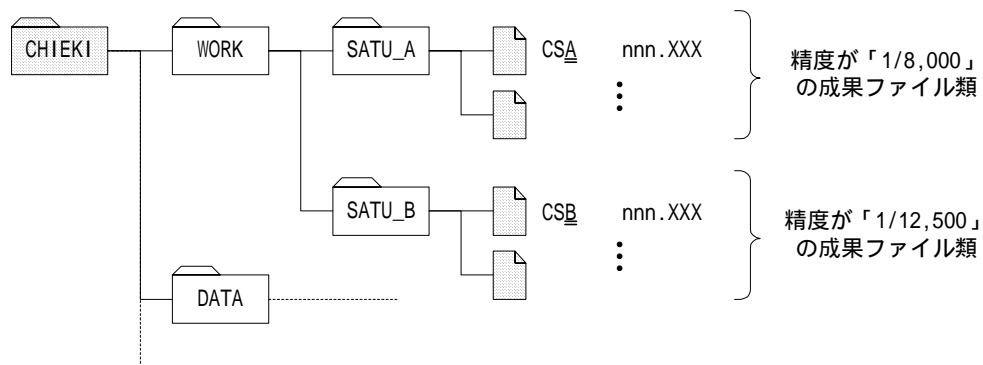 CHIEKI
WORK
SATU_A
CSA nnn.XXX
精度が「1/8,000」
の成果ファイル類
SATU_B
CSB nnn.XXX
精度が「1/12,500」
の成果ファイル類
DATA